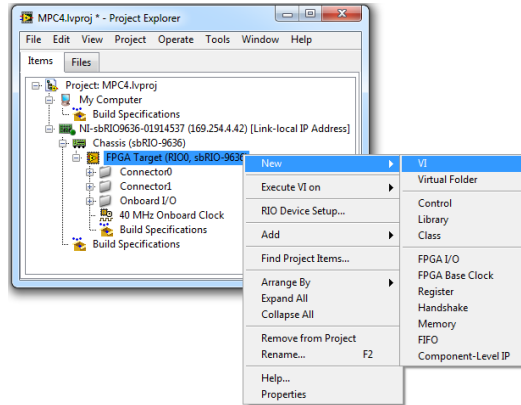 MPC4.lvproj * - Project Explorer
File Edit View Project Operate Tools Window Help
Items Files
Project: MPC4.lvproj
My Computer
Build Specifications
NI-sbRIO9636-01914537 (169.254.4.42) [Link-local IP Address]
Chassis (sbRIO-9636)
FPGA Target (RIO0, sbRIO-9636
Connector0
Connector1
Onboard I/O
40 MHz Onboard Clock
Build Specifications
Build Specifications
New
Execute VI on
RIO Device Setup...
Add
Find Project Items...
Arrange By
Expand All
Collapse All
Remove from Project
Rename... F2
Help...
Properties
VI
Virtual Folder
Control
Library
Class
FPGA I/O
FPGA Base Clock
Register
Handshake
Memory
FIFO
Component-Level IP